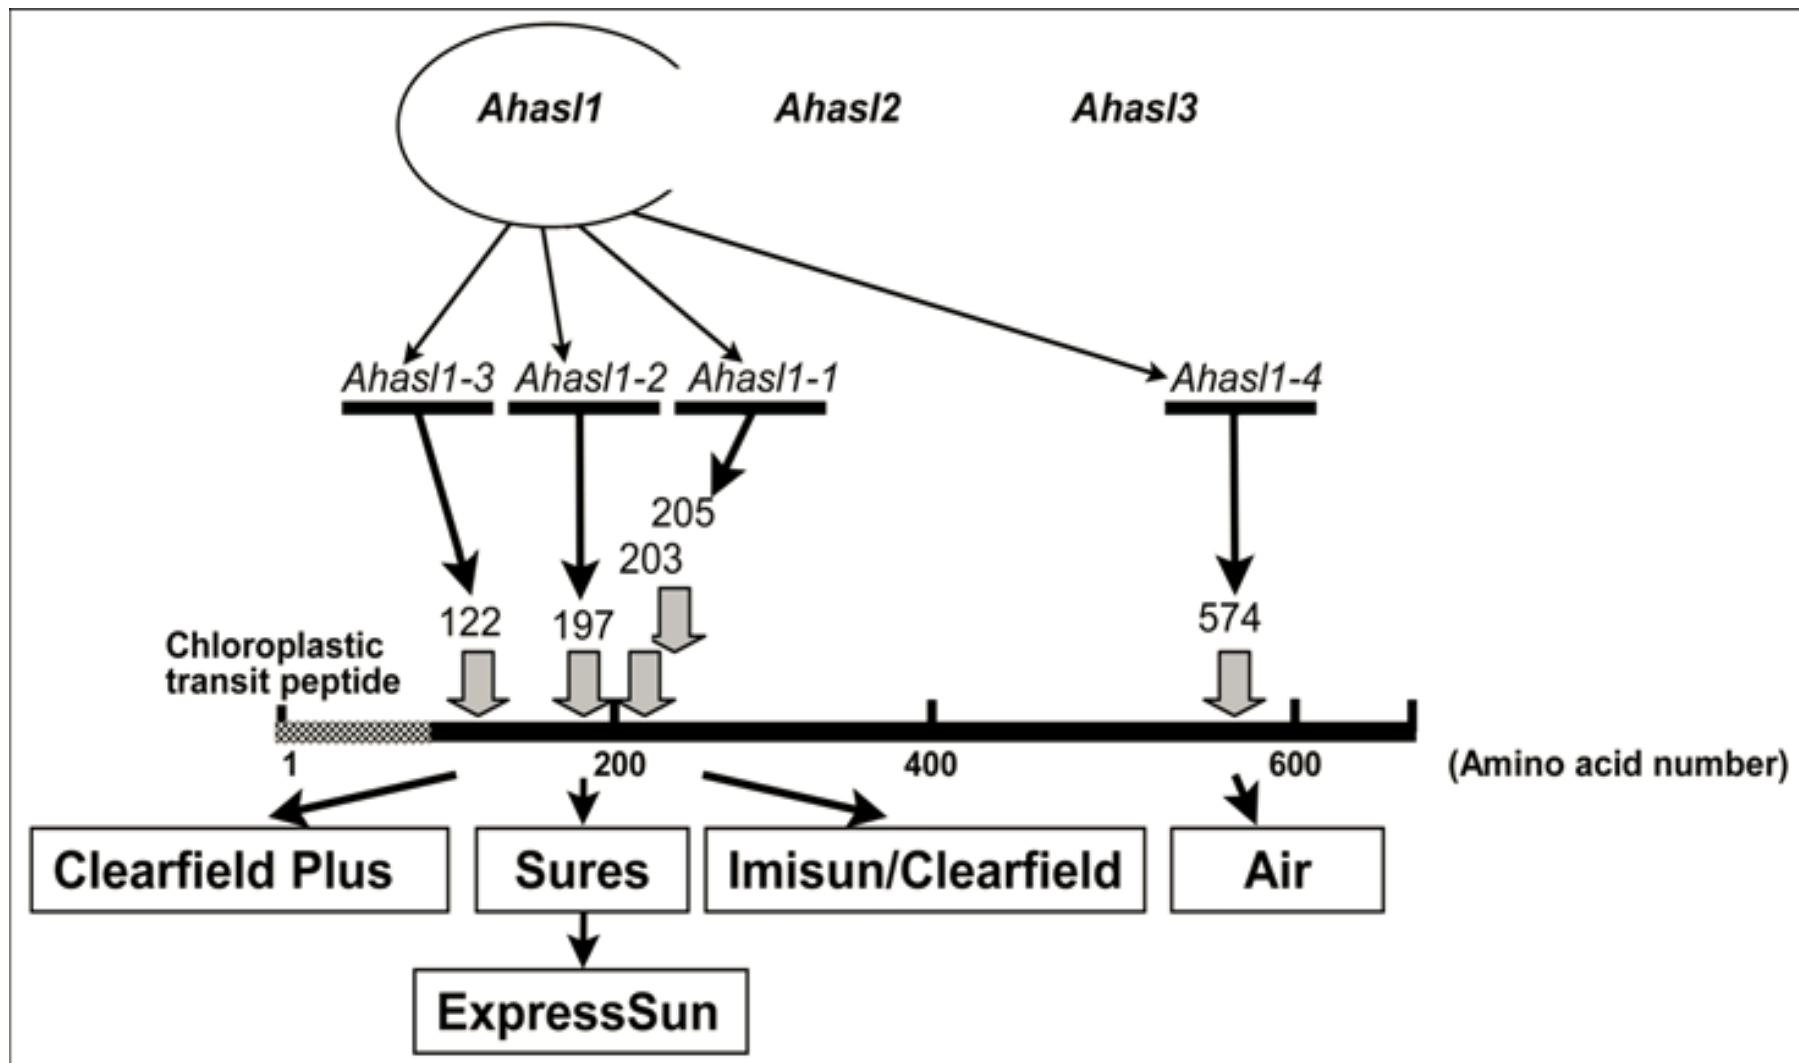 Ahasl1 Ahasl2 Ahasl3
Ahasl1-3 Ahasl1-2 Ahasl1-1 Ahasl1-4
205
203
122 197 574
Chloroplastic
transit peptide
1 200 400 600 (Amino acid number)
Clearfield Plus Sures Imisun/Clearfield Air
ExpressSun